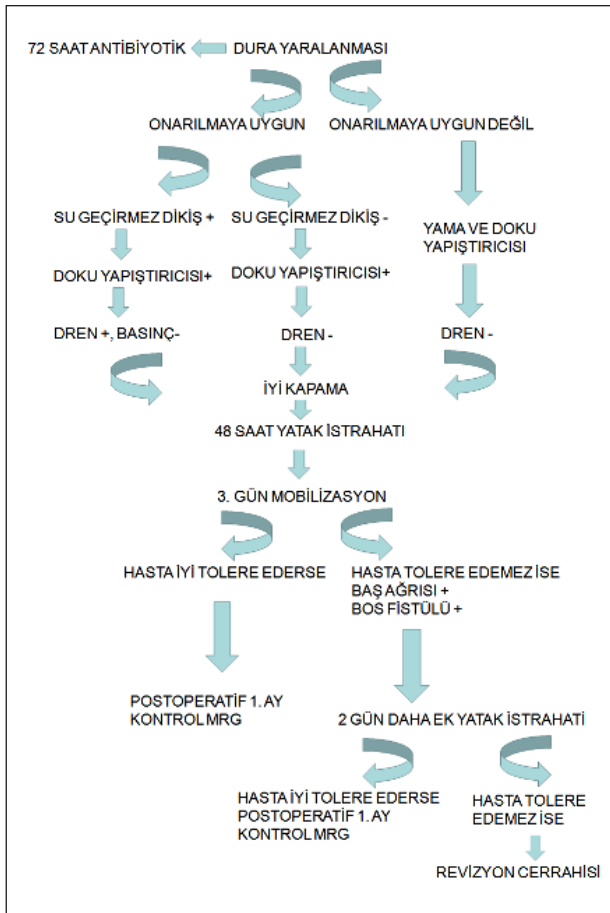 72 SAAT ANTİBİYOTİK
DURA YARALANMASI
ONARILMAYA UYGUN
ONARILMAYA UYGUN DEĞİL
SU GEÇİRMEZ DİKİŞ +
SU GEÇİRMEZ DİKİŞ -
YAMA VE DOKU
YAPIŞTIRICISI
DOKU YAPIŞTIRICISI+
DOKU YAPIŞTIRICISI+
DREN +, BASINÇ-
DREN -
DREN -
İYİ KAPAMA
48 SAAT YATAK İSTRAHATI
3. GÜN MOBİLİZASYON
HASTA İYİ TOLERE EDERSE
HASTA TOLERE EDEMEZ İSE
BAŞ AĞRISI +
BOS FİSTÜLÜ +
POSTOPERATİF 1. AY
KONTROL MRG
2 GÜN DAHA EK YATAK İSTRAHATİ
HASTA İYİ TOLERE EDERSE
POSTOPERATİF 1. AY
KONTROL MRG
HASTA TOLERE
EDEMEZ İSE
REVİZYON CERRAHİSİ